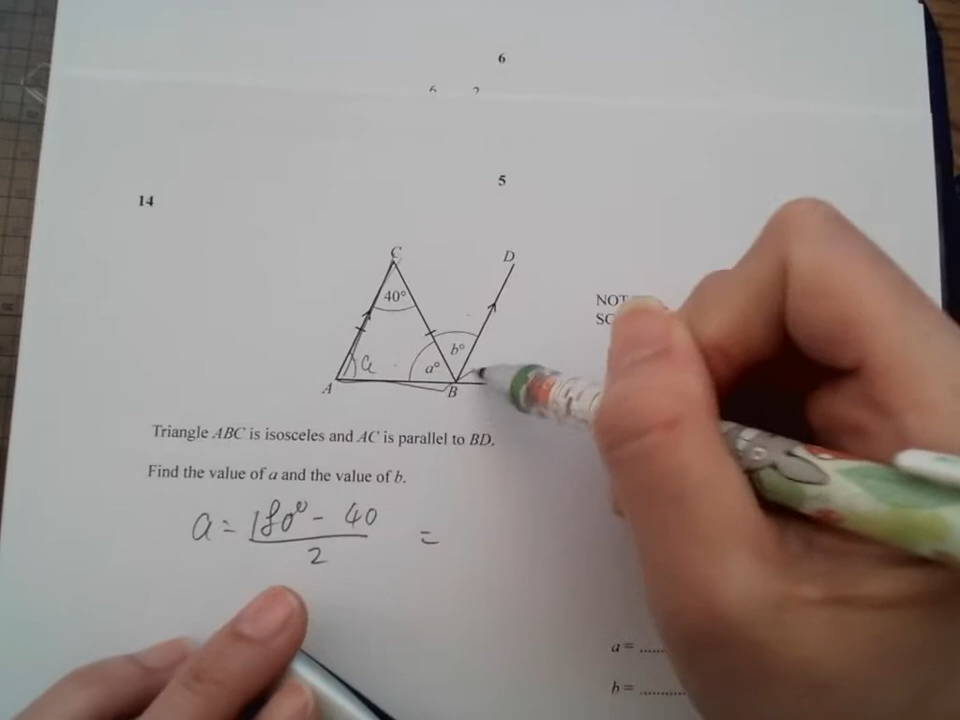 6
5
14
C
D
40°
NOT
SC
b°
a
a°
A
B
Triangle ABC is isosceles and AC is parallel to BD.
Find the value of a and the value of b.
a = 180° - 40 =
2
a = ......
b = ..........